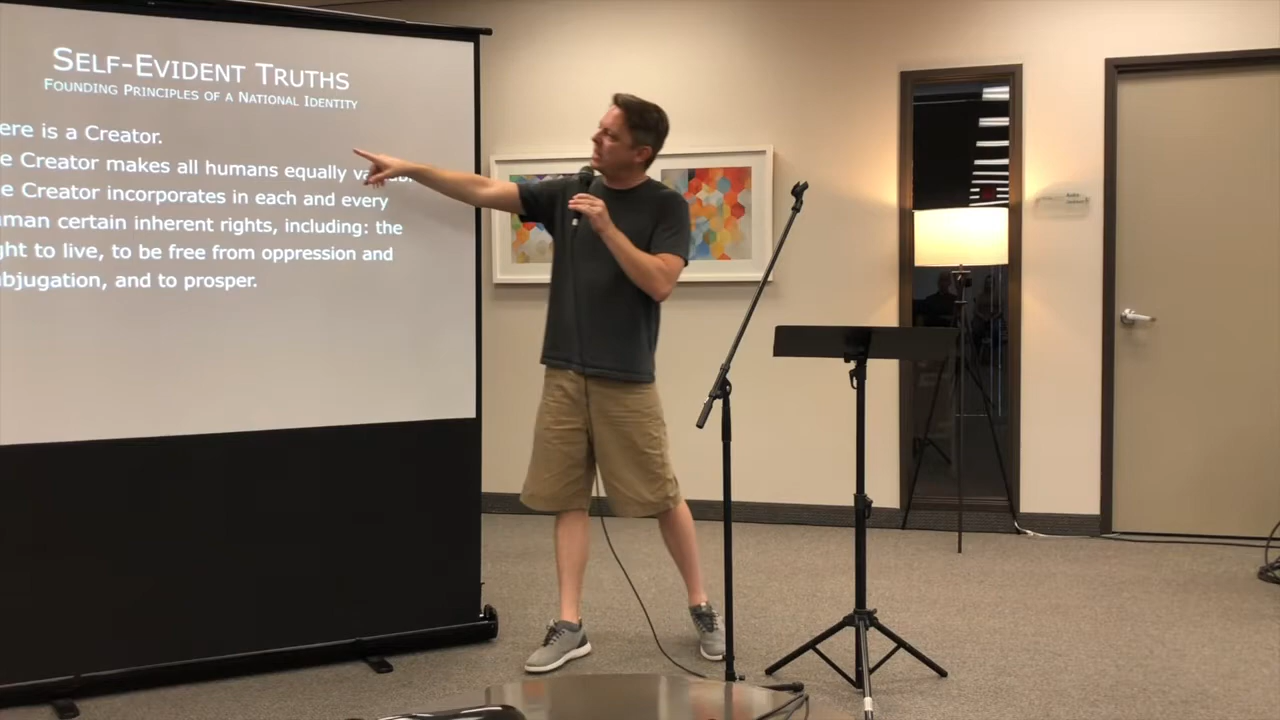 SELF-EVIDENT TRUTHS
FOUNDING PRINCIPLES OF A NATIONAL IDENTITY
ere is a Creator.
e Creator makes all humans equally
e Creator incorporates in each and every
uman certain inherent rights, including: the
ght to live, to be free from oppression and
bjugation, and to prosper.